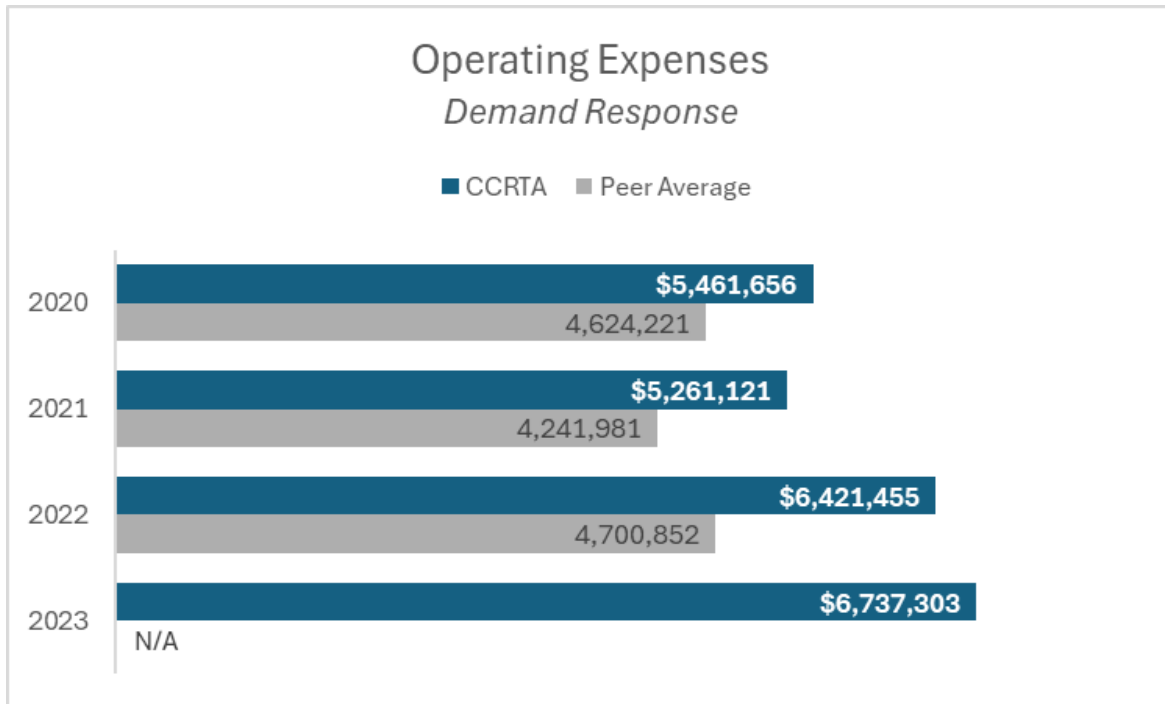 Operating Expenses
Demand Response
CCRTA Peer Average
2020
$5,461,656
4,624,221
2021
$5,261,121
4,241,981
2022
$6,421,455
4,700,852
2023
$6,737,303
N/A